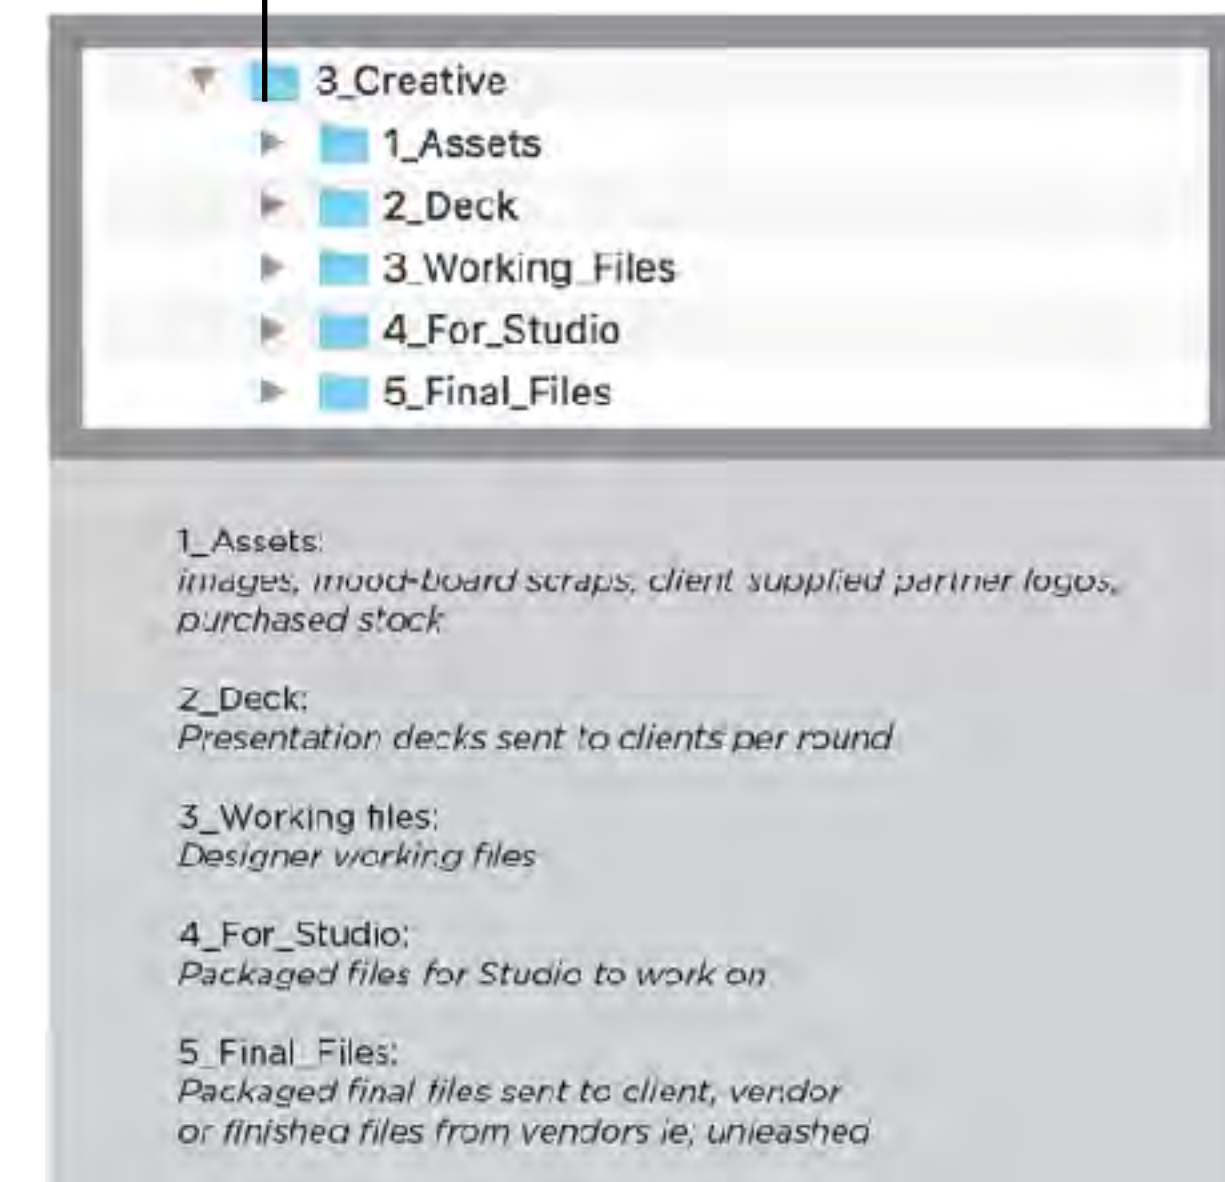 3_Creative
1_Assets
2_Deck
3_Working_Files
4_For_Studio
5_Final_Files
1_Assets:
images, mood-board scraps, client supplied partner logos,
purchased stock
2_Deck:
Presentation decks sent to clients per round
3_Working files:
Designer working files
4_For_Studio:
Packaged files for Studio to work on
5_Final_Files:
Packaged final files sent to client, vendor
or finished files from vendors ie; unleashed